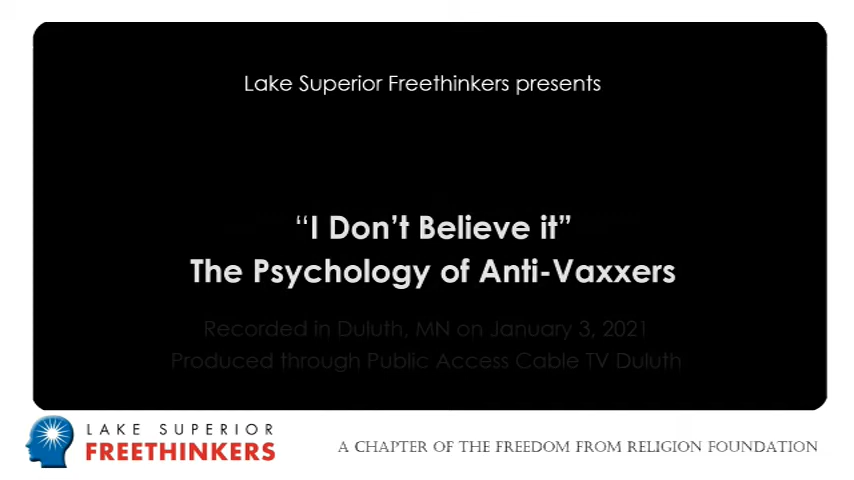 Lake Superior Freethinkers presents
“I Don’t Believe it”
The Psychology of Anti-Vaxxers
Recorded in Duluth, MN on January 3, 2021
Produced through Public Access Cable TV Duluth
LAKE SUPERIOR
FREETHINKERS
A CHAPTER OF THE FREEDOM FROM RELIGION FOUNDATION